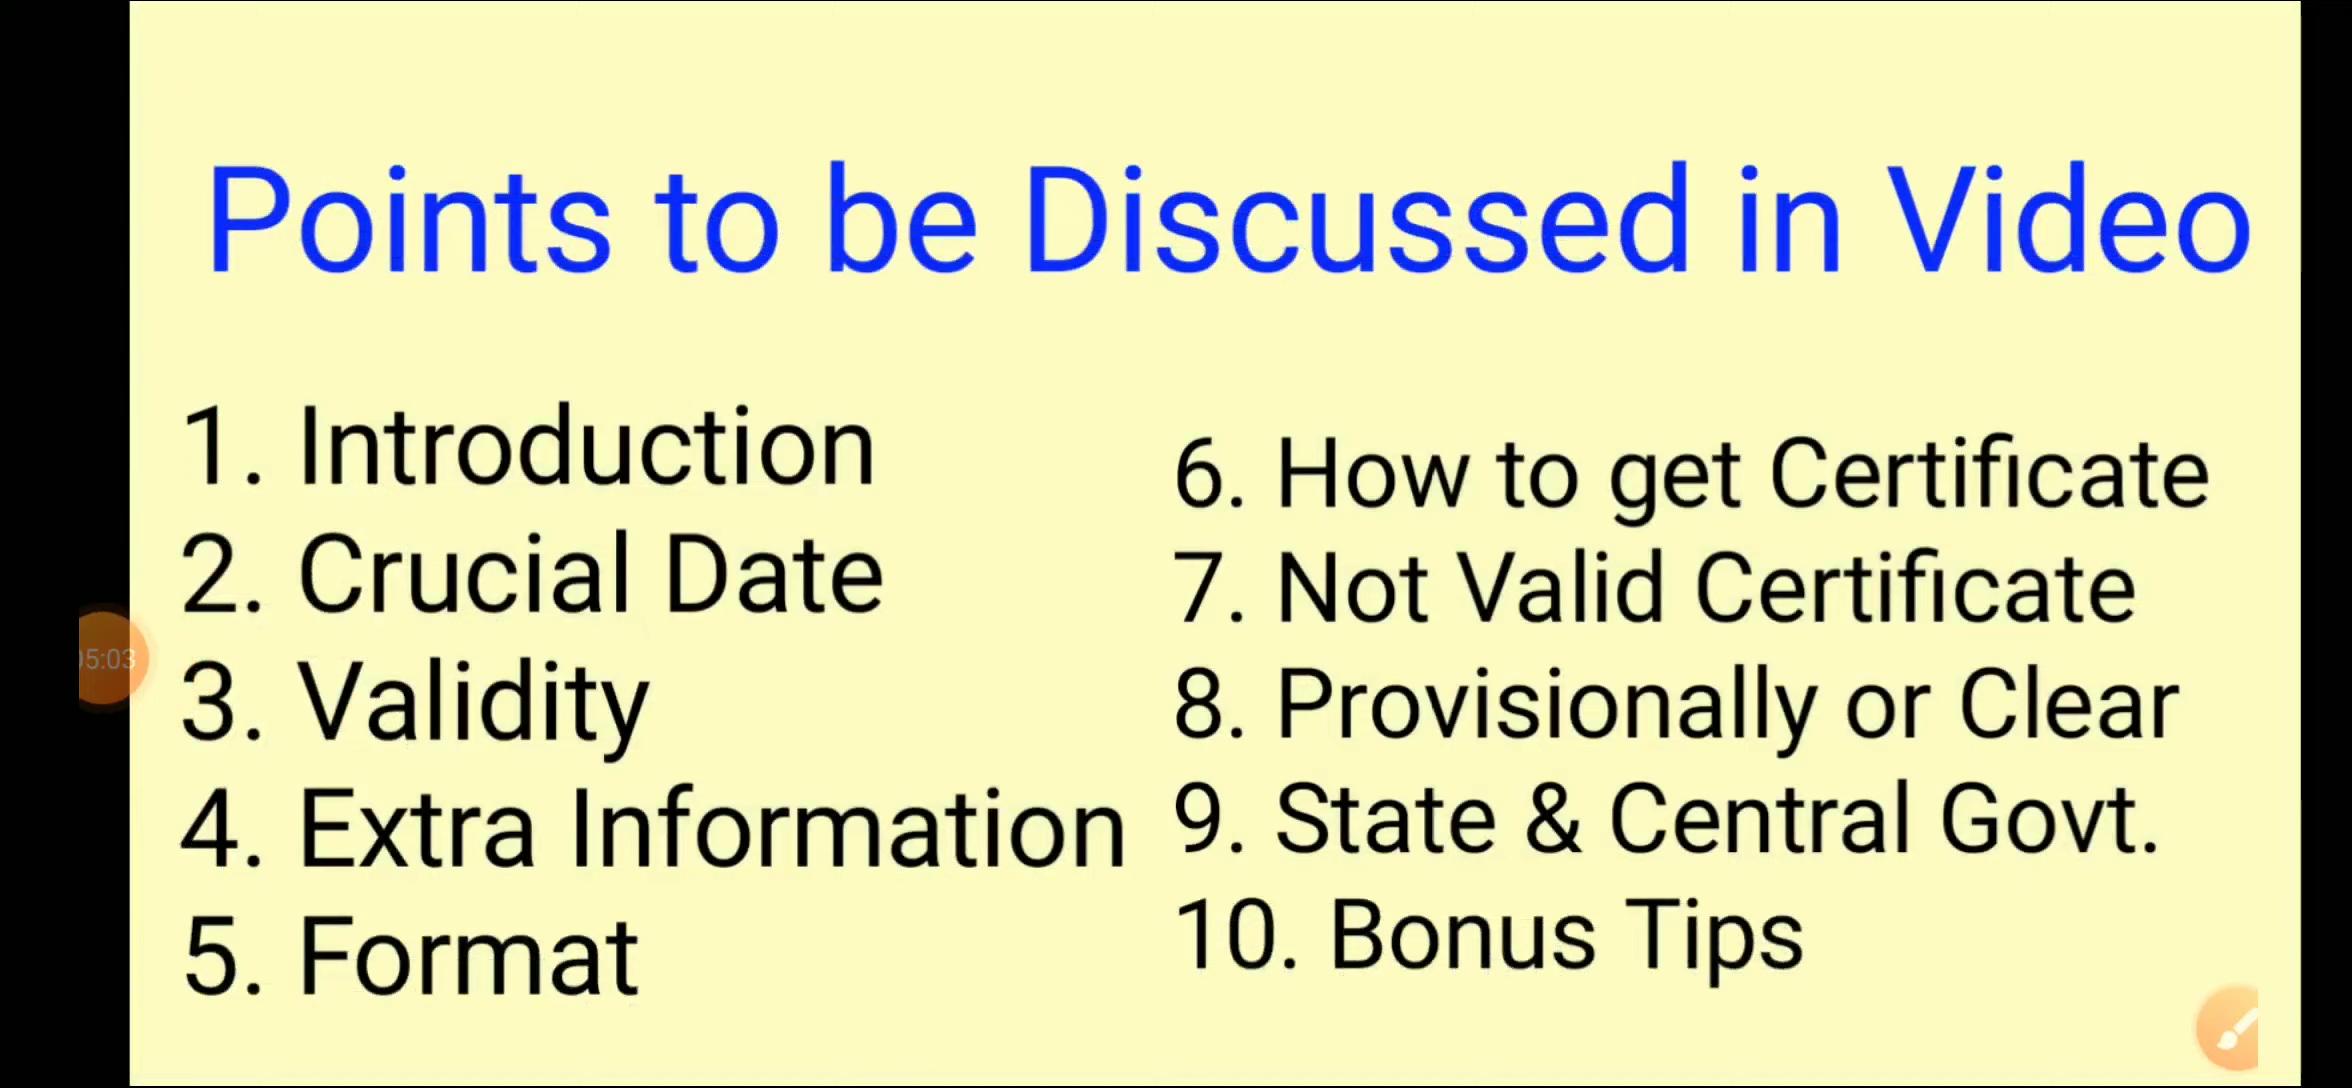 Points to be Discussed in Video
1. Introduction
2. Crucial Date
3. Validity
4. Extra Information
5. Format
6. How to get Certificate
7. Not Valid Certificate
8. Provisionally or Clear
9. State & Central Govt.
10. Bonus Tips
5:03